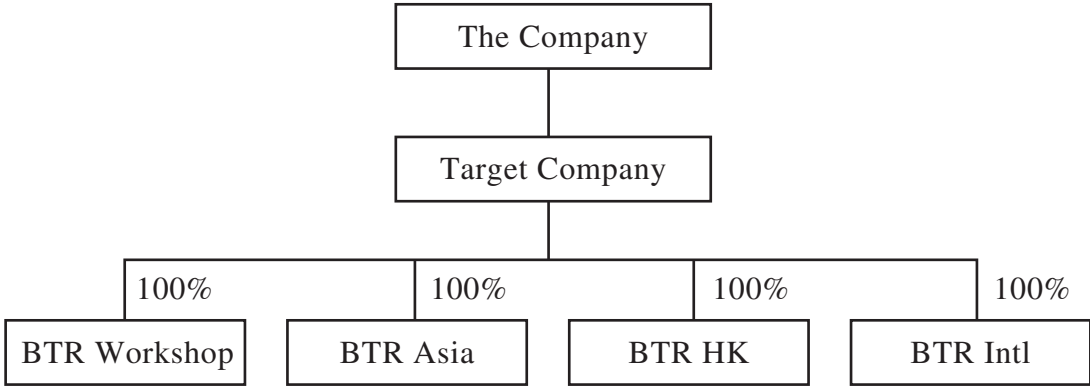 The Company
Target Company
100% 100% 100% 100%
BTR Workshop BTR Asia BTR HK BTR Intl